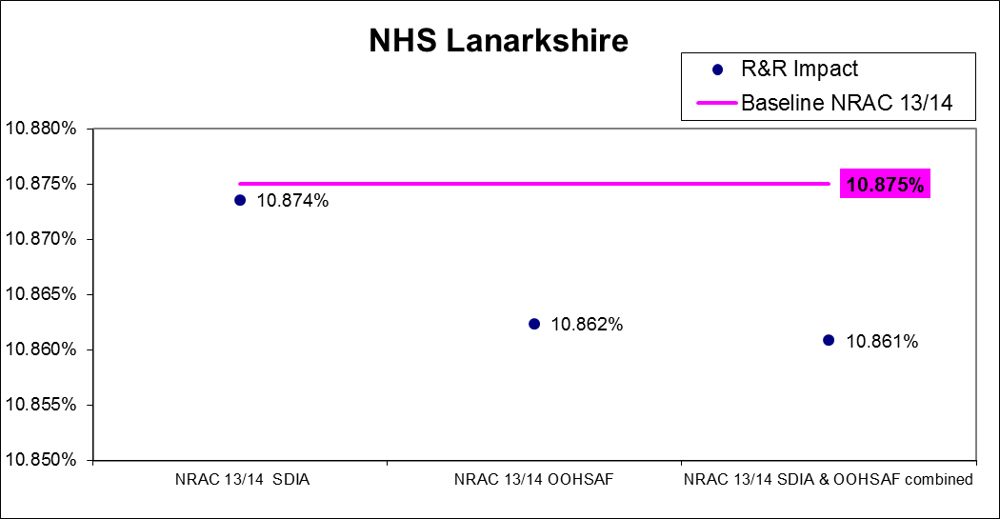 NHS Lanarkshire
R&R Impact
Baseline NRAC 13/14
10.880%
10.875%
10.870%
10.865%
10.860%
10.855%
10.850%
10.874%
10.862%
10.861%
10.875%
NRAC 13/14  SDIA
NRAC 13/14 OOHSAF
NRAC 13/14 SDIA & OOHSAF combined